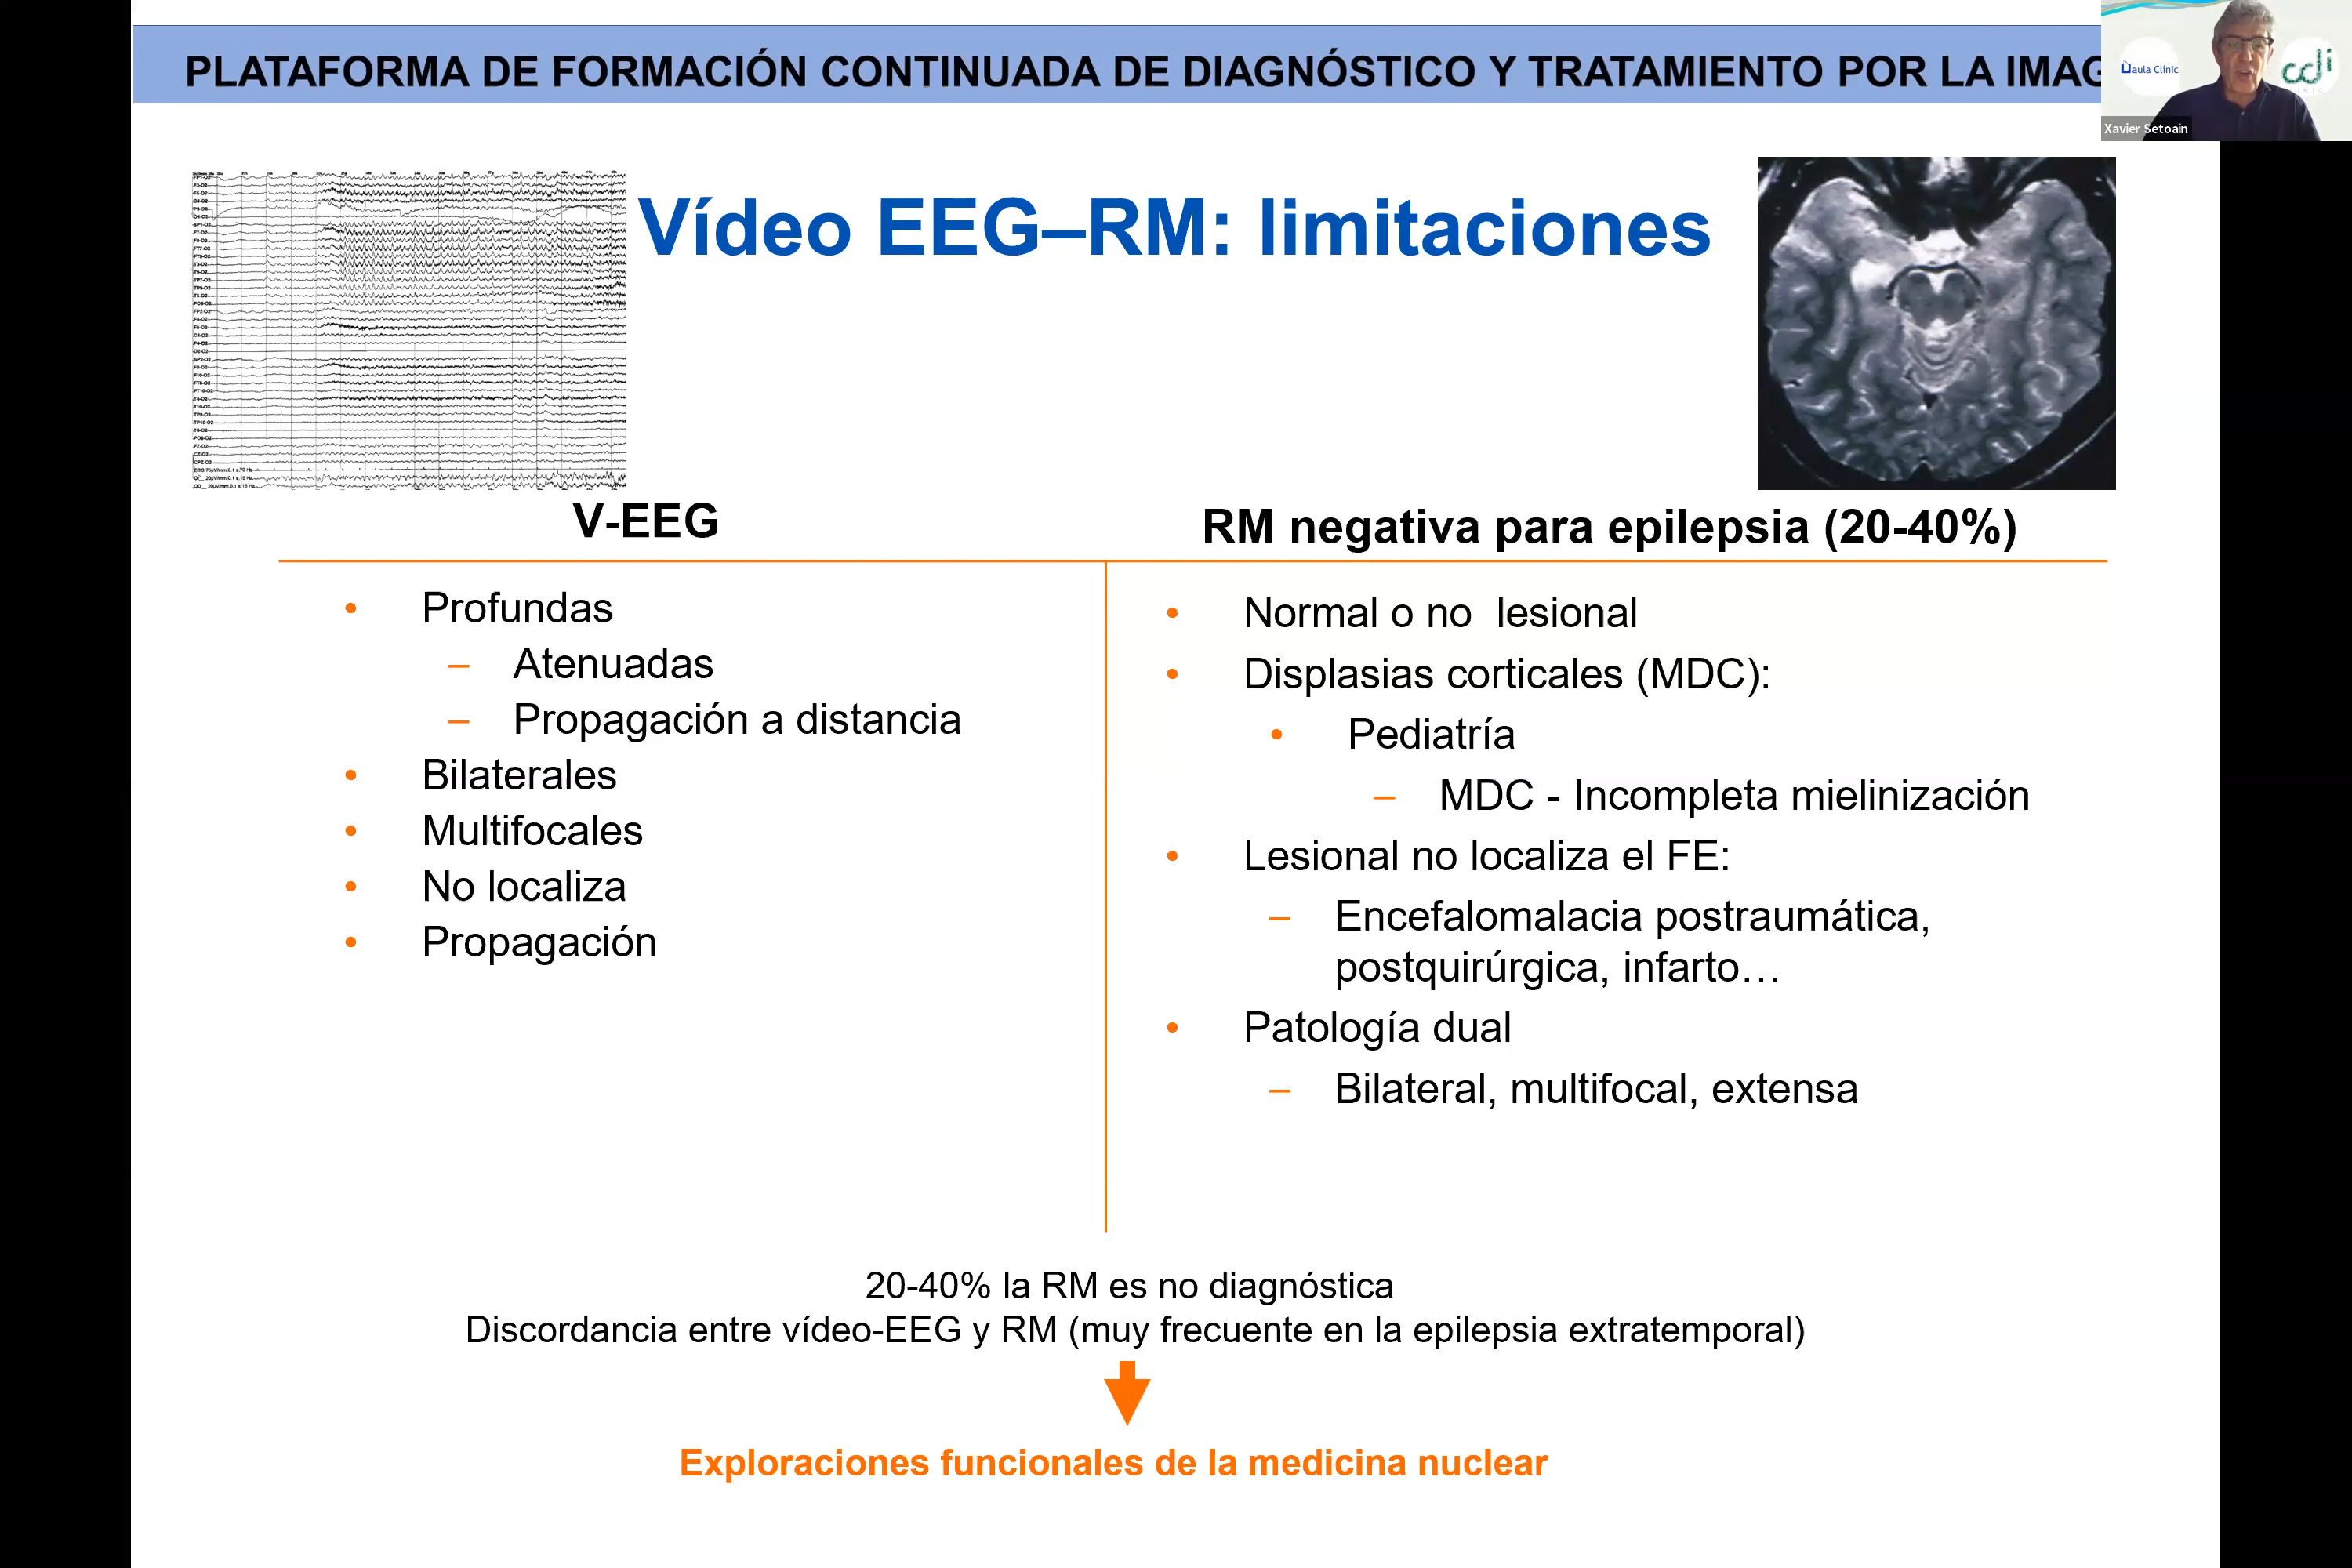 PLATAFORMA DE FORMACIÓN CONTINUADA DE DIAGNÓSTICO Y TRATAMIENTO POR LA IMAG
aula Clínic
cdi
Xavier Setoain
Vídeo EEG–RM: limitaciones
V-EEG
Profundas
– Atenuadas
– Propagación a distancia
Bilaterales
Multifocales
No localiza
Propagación
RM negativa para epilepsia (20-40%)
Normal o no lesional
Displasias corticales (MDC):
Pediatría
– MDC - Incompleta mielinización
Lesional no localiza el FE:
– Encefalomalacia postraumática,
postquirúrgica, infarto…
Patología dual
– Bilateral, multifocal, extensa
20-40% la RM es no diagnóstica
Discordancia entre vídeo-EEG y RM (muy frecuente en la epilepsia extratemporal)
Exploraciones funcionales de la medicina nuclear